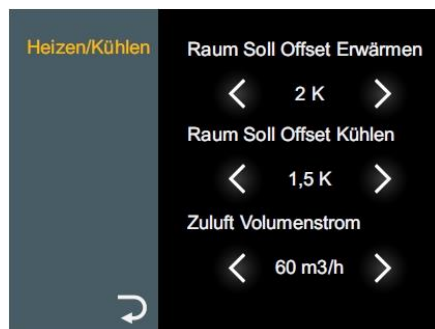 Heizen/Kühlen
Raum Soll Offset Erwärmen
2 K
Raum Soll Offset Kühlen
1,5 K
Zuluft Volumenstrom
60 m3/h